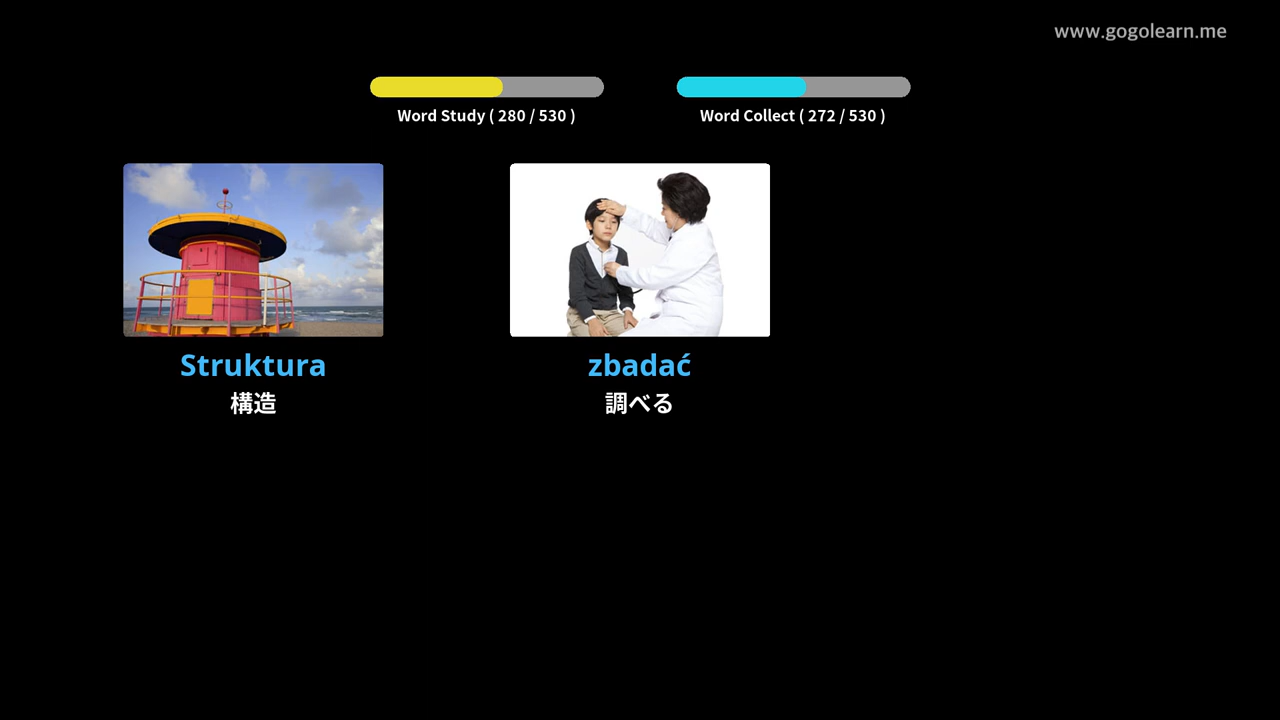 www.gogolearn.me
Word Study ( 280 / 530 )
Word Collect ( 272 / 530 )
Struktura
zbadać
構造
調べる